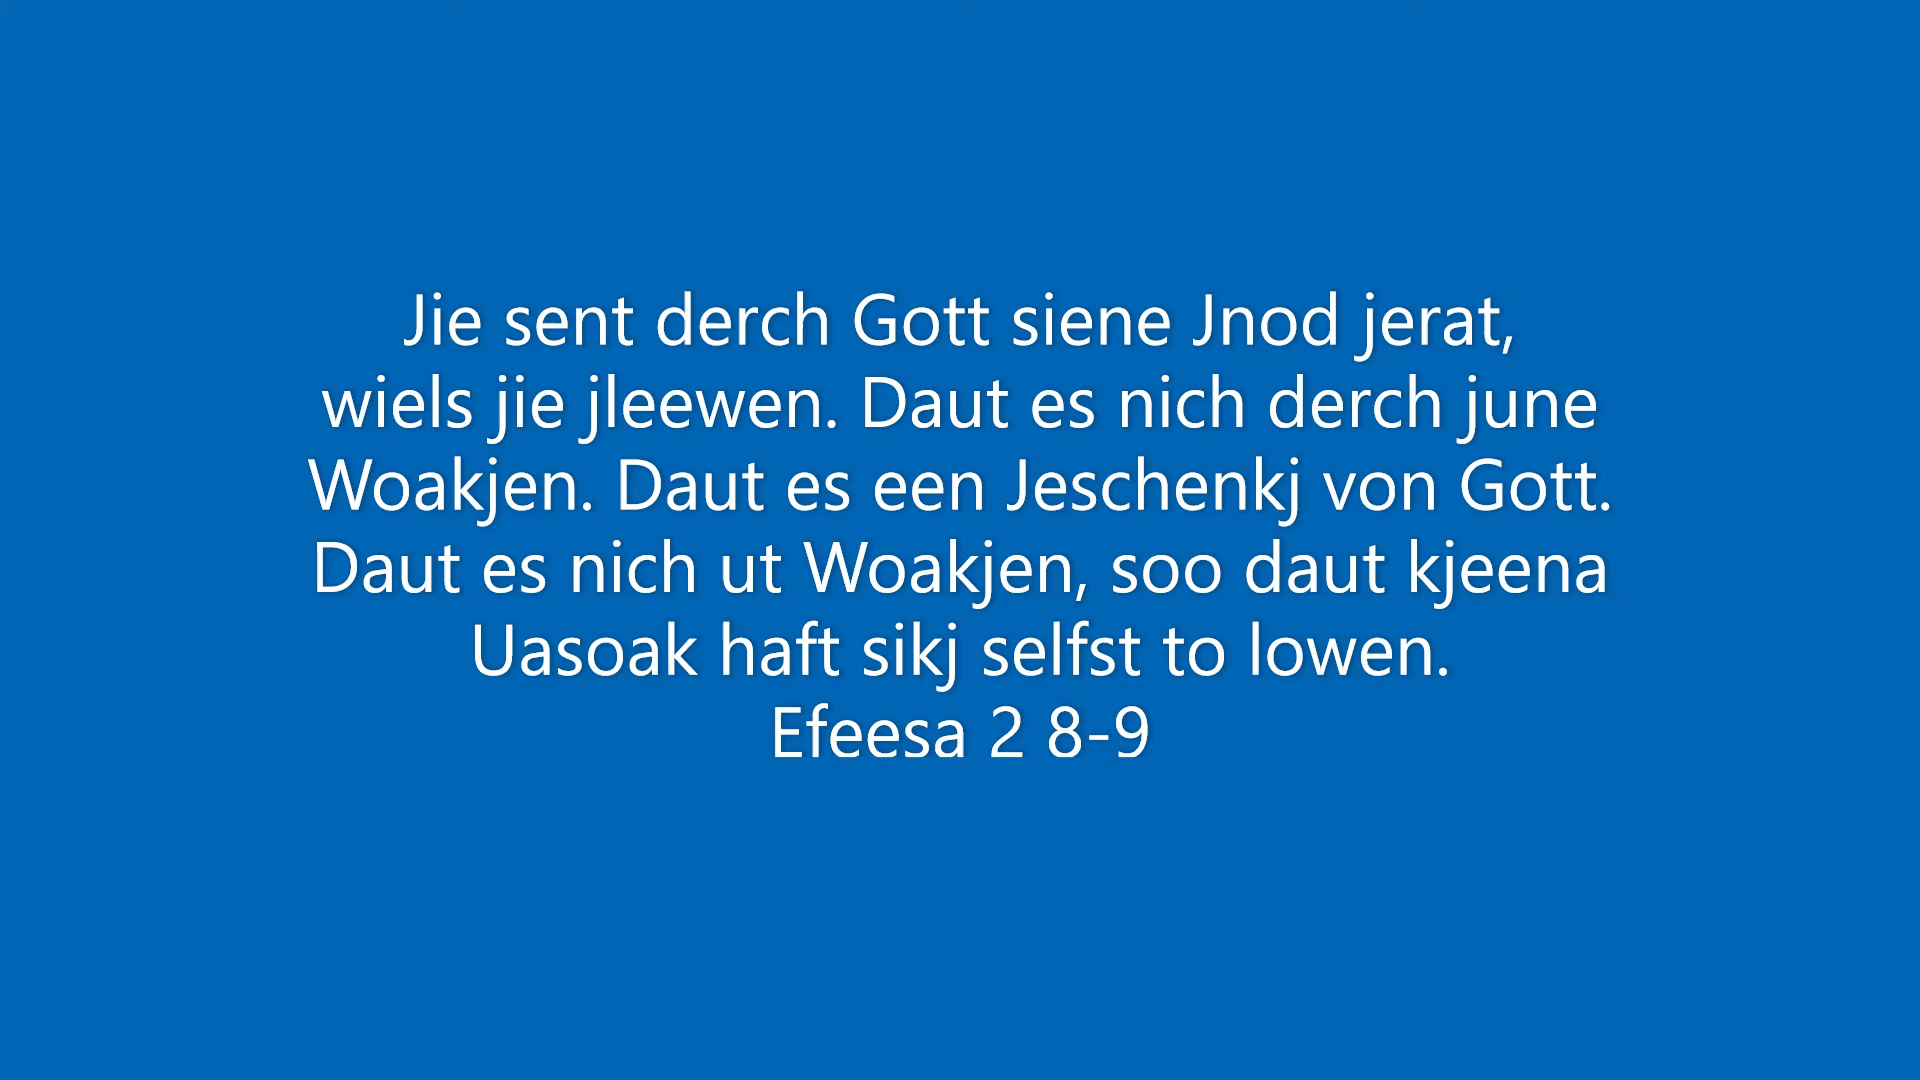 Jie sent derch Gott siene Jnod jerat,
wiels jie jleewen. Daut es nich derch june
Woakjen. Daut es een Jeschenkj von Gott.
Daut es nich ut Woakjen, soo daut kjeena
Uasoak haft sikj selfst to lowen.
Efeesa 2 8-9